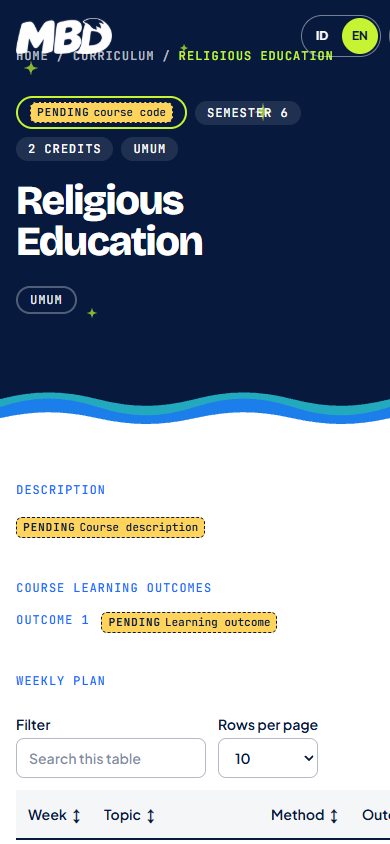 MBD
ID EN
HOME / CURRICULUM / RELIGIOUS EDUCATION
PENDING course code
SEMESTER 6
2 CREDITS
UMUM
Religious
Education
UMUM
DESCRIPTION
PENDING Course description
COURSE LEARNING OUTCOMES
OUTCOME 1 PENDING Learning outcome
WEEKLY PLAN
Filter Rows per page
Search this table 10
Week ↕ Topic ↕ Method ↕ Outc